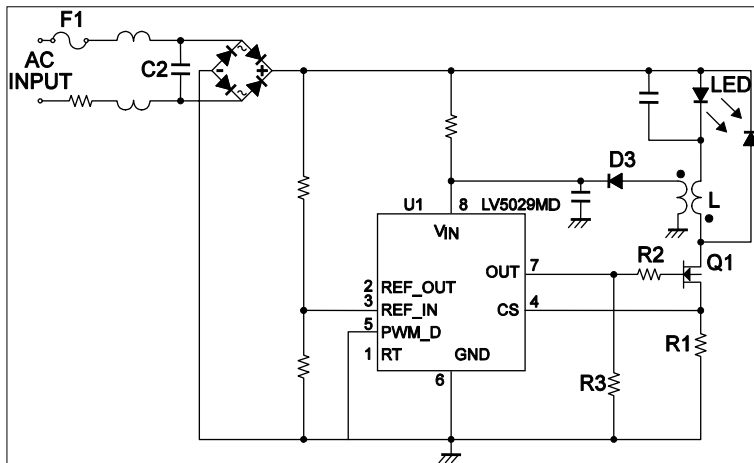 F1
AC
INPUT
C2
-
~
+
~
LED
D3
L
U1
8
LV5029MD
VIN
OUT
7
R2
Q1
2
REF_OUT
3
REF_IN
CS
4
5
PWM_D
R1
1
RT
GND
6
R3